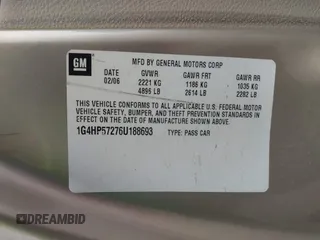 GM
MFD BY GENERAL MOTORS CORP
DATE GVWR GAWR FRT GAWR RR
02/06 2221 KG 1186 KG 1035 KG
4896 LB 2614 LB 2282 LB
THIS VEHICLE CONFORMS TO ALL APPLICABLE U.S. FEDERAL MOTOR
VEHICLE SAFETY, BUMPER, AND THEFT PREVENTION STANDARDS
IN EFFECT ON THE DATE OF MANUFACTURE SHOWN ABOVE.
1G4HP57276U188693 TYPE: PASS CAR
DREAMBID